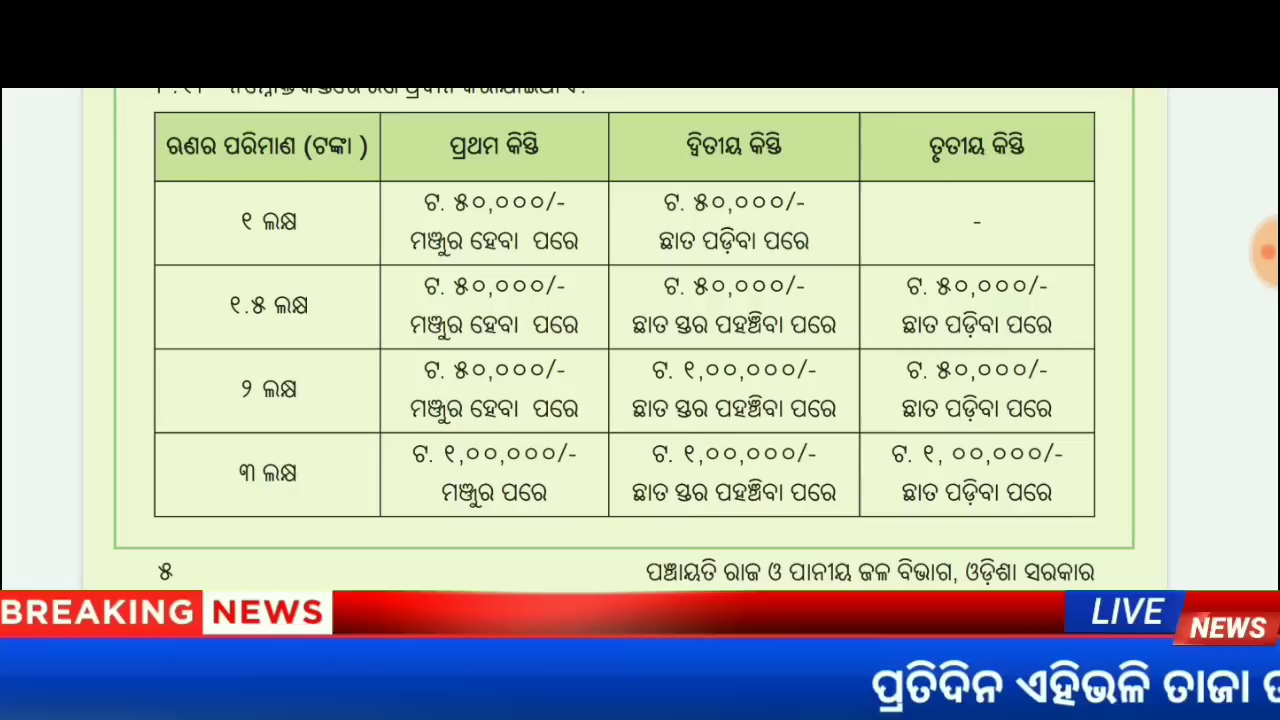 ଋଣର ପରିମାଣ (ଟଙ୍କା ) ପ୍ରଥମ କିସ୍ତି ଦ୍ଵିତୀୟ କିସ୍ତି ତୃତୀୟ କିସ୍ତି
୧ ଲକ୍ଷ ଟ. ୫୦,୦୦୦/- ମଞ୍ଜୁର ହେବା ପରେ ଟ. ୫୦,୦୦୦/- ଛାତ ପଡ଼ିବା ପରେ -
୧.୫ ଲକ୍ଷ ଟ. ୫୦,୦୦୦/- ମଞ୍ଜୁର ହେବା ପରେ ଟ. ୫୦,୦୦୦/- ଛାତ ସ୍ତର ପହଞ୍ଚିବା ପରେ ଟ. ୫୦,୦୦୦/- ଛାତ ପଡ଼ିବା ପରେ
୨ ଲକ୍ଷ ଟ. ୫୦,୦୦୦/- ମଞ୍ଜୁର ହେବା ପରେ ଟ. ୧,୦୦,୦୦୦/- ଛାତ ସ୍ତର ପହଞ୍ଚିବା ପରେ ଟ. ୫୦,୦୦୦/- ଛାତ ପଡ଼ିବା ପରେ
୩ ଲକ୍ଷ ଟ. ୧,୦୦,୦୦୦/- ମଞ୍ଜୁର ପରେ ଟ. ୧,୦୦,୦୦୦/- ଛାତ ସ୍ତର ପହଞ୍ଚିବା ପରେ ଟ. ୧, ୦୦,୦୦୦/- ଛାତ ପଡ଼ିବା ପରେ
୫ ପଞ୍ଚାୟତି ରାଜ ଓ ପାନୀୟ ଜଳ ବିଭାଗ, ଓଡ଼ିଶା ସରକାର
BREAKING NEWS LIVE NEWS
ପ୍ରତିଦିନ ଏହିଭଳି ତାଜା